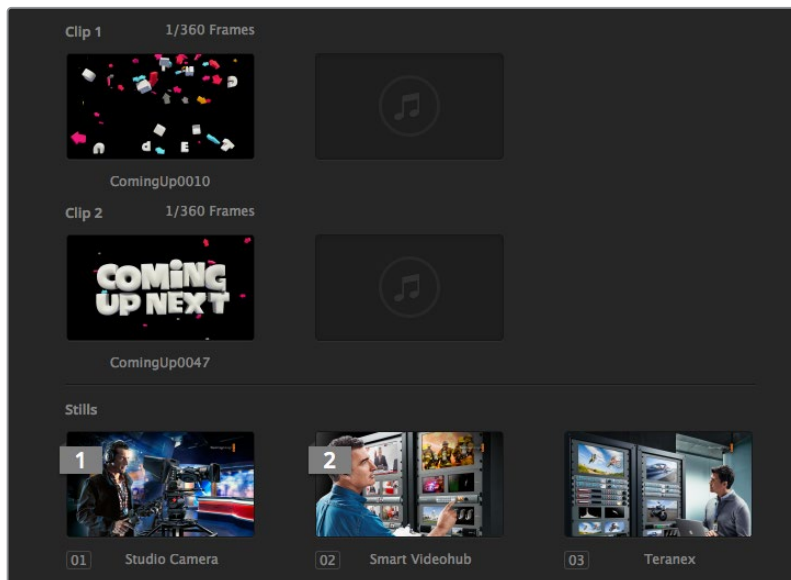 Clip 1 1/360 Frames
ComingUp0010
Clip 2 1/360 Frames
COMING
UP NEXT
ComingUp0047
Stills
1 2
01 Studio Camera 02 Smart Videohub 03 Teranex